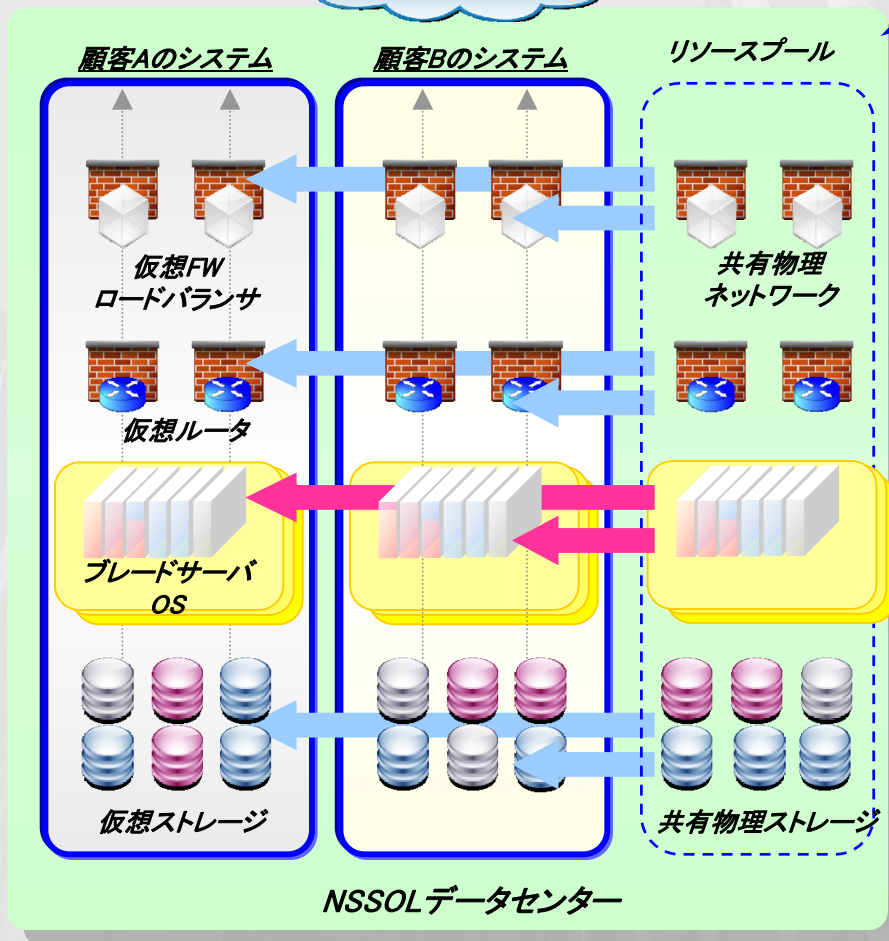 顧客Aのシステム
顧客Bのシステム
リソースプール
仮想FW
ロードバランサ
共有物理
ネットワーク
仮想ルータ
ブレードサーバ
OS
仮想ストレージ
共有物理ストレージ
NSSOLデータセンター